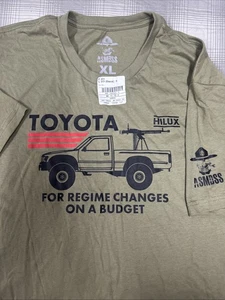 ASMDSS
XL
TOYOTA
HILUX
FOR REGIME CHANGES
ON A BUDGET
ASMDSS